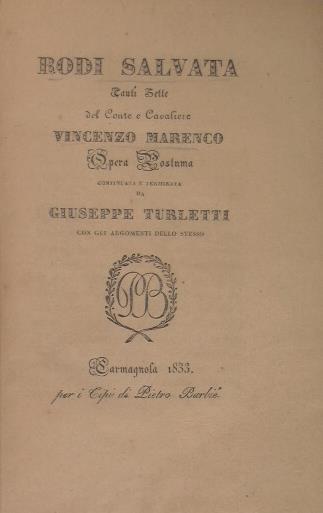 RODI SALVATA
Canti Sette
del Conte e Cavaliere
VINCENZO MARENCO
Opera Postuma
CONTINUATA E TERMINATA
DA
GIUSEPPE TURLETTI
CON GLI ARGOMENTI DELLO STESSO
PB
Carmagnola 1833.
per i Tipi di Pietro Barbiè.